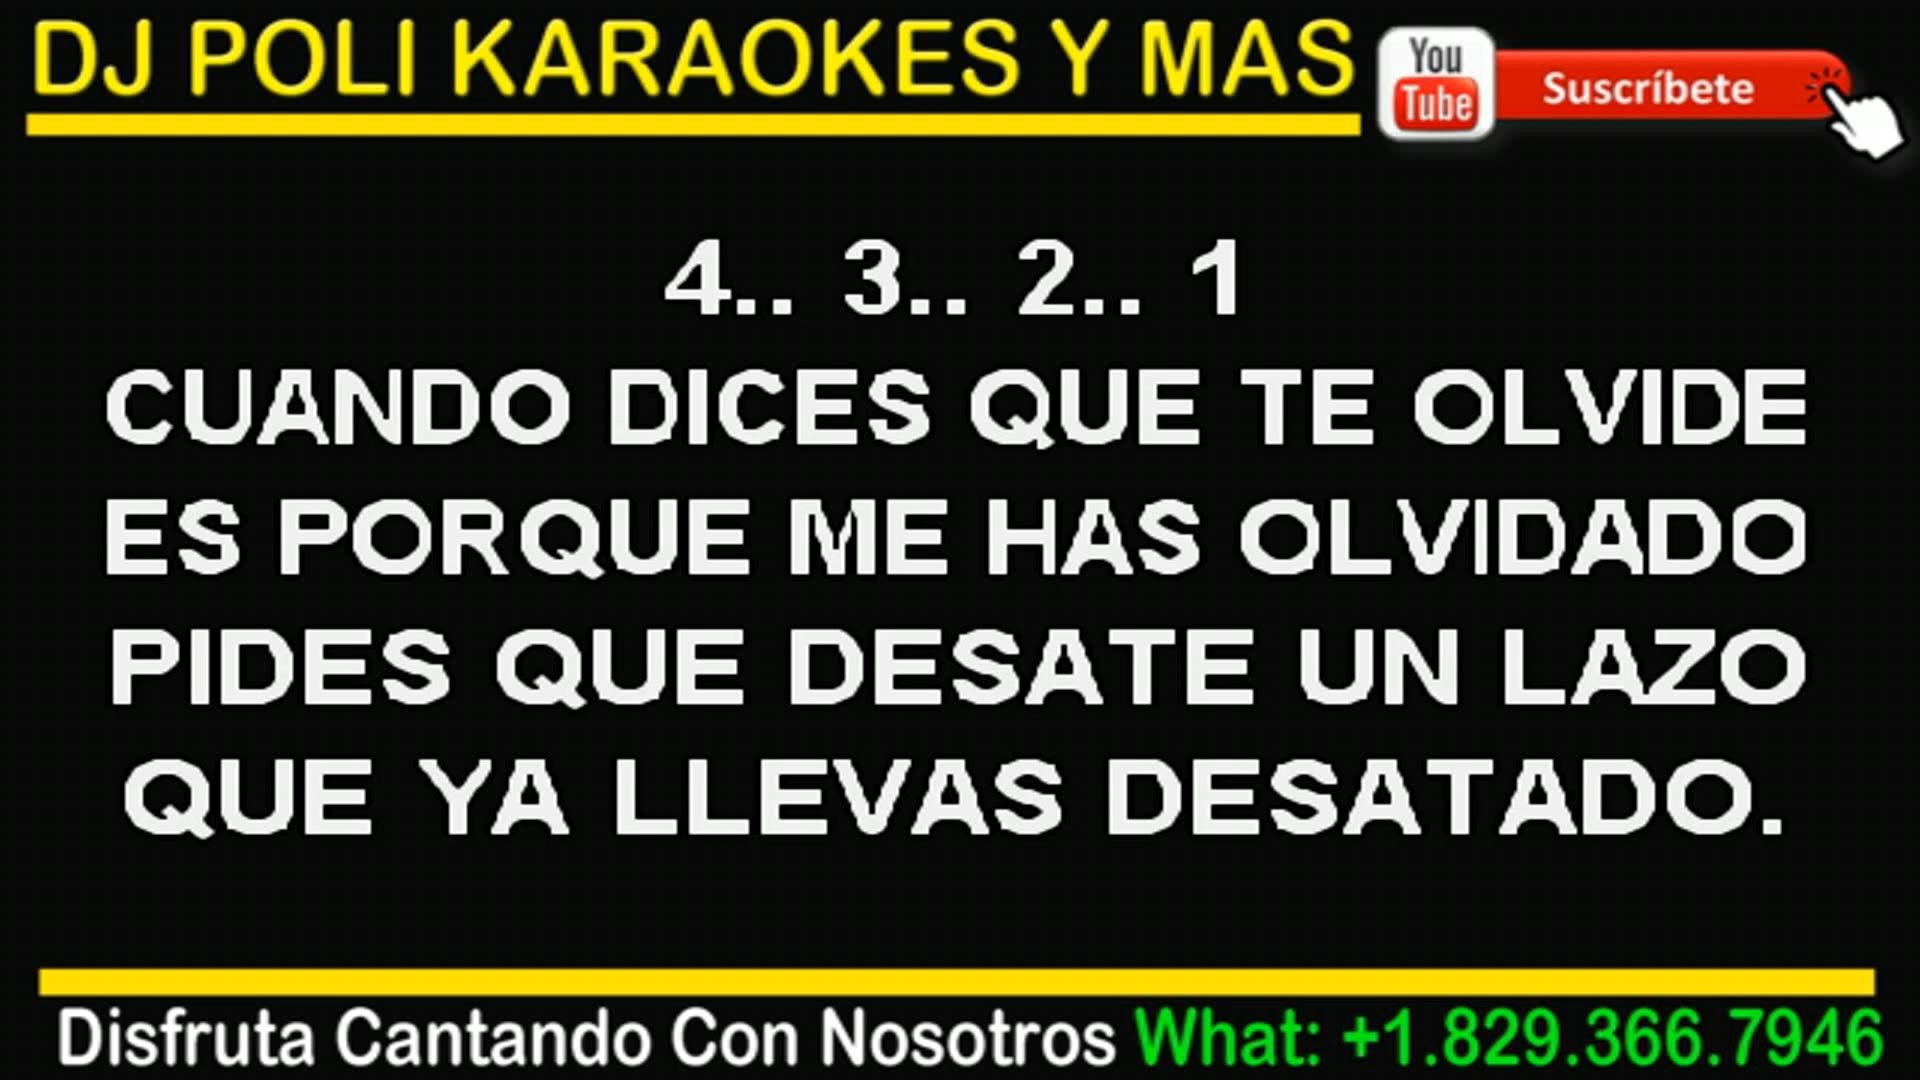 DJ POLI KARAOKES Y MAS
You
Tube
Suscríbete
4.. 3.. 2.. 1
CUANDO DICES QUE TE OLVIDE
ES PORQUE ME HAS OLVIDADO
PIDES QUE DESATE UN LAZO
QUE YA LLEVAS DESATADO.
Disfruta Cantando Con Nosotros What: +1.829.366.7946